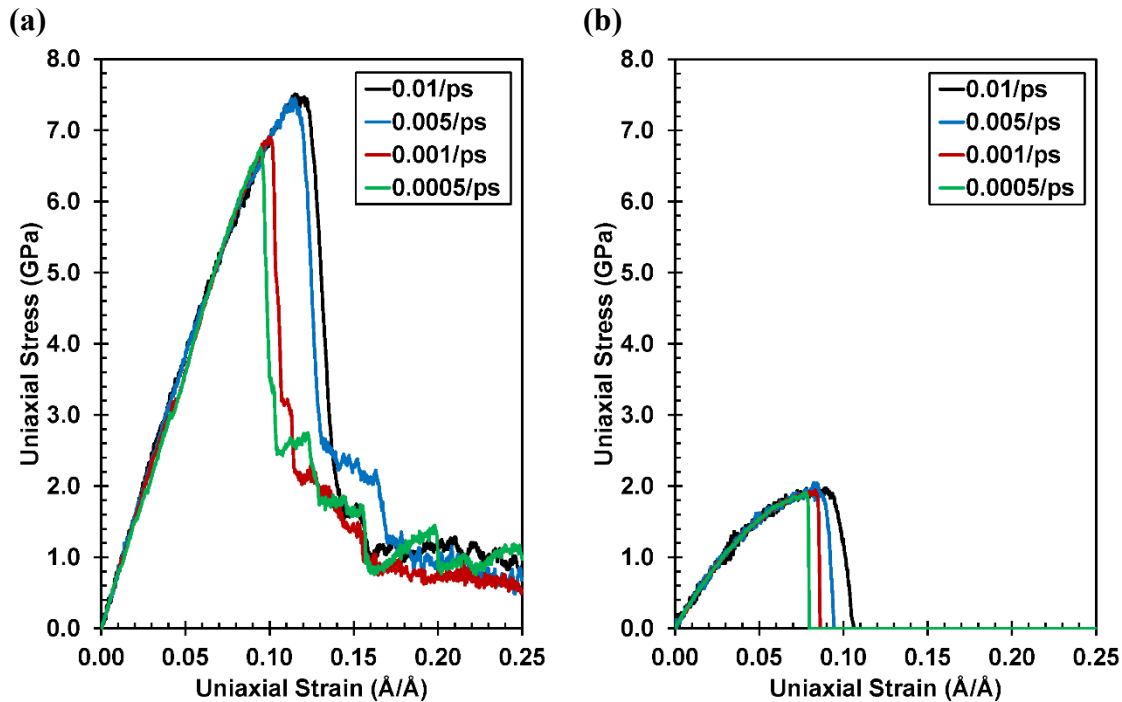 (a)
8.0
7.0
6.0
5.0
4.0
3.0
2.0
1.0
0.0
Uniaxial Stress (GPa)
0.00 0.05 0.10 0.15 0.20 0.25
Uniaxial Strain (Å/Å)
0.01/ps
0.005/ps
0.001/ps
0.0005/ps
(b)
8.0
7.0
6.0
5.0
4.0
3.0
2.0
1.0
0.0
Uniaxial Stress (GPa)
0.00 0.05 0.10 0.15 0.20 0.25
Uniaxial Strain (Å/Å)
0.01/ps
0.005/ps
0.001/ps
0.0005/ps